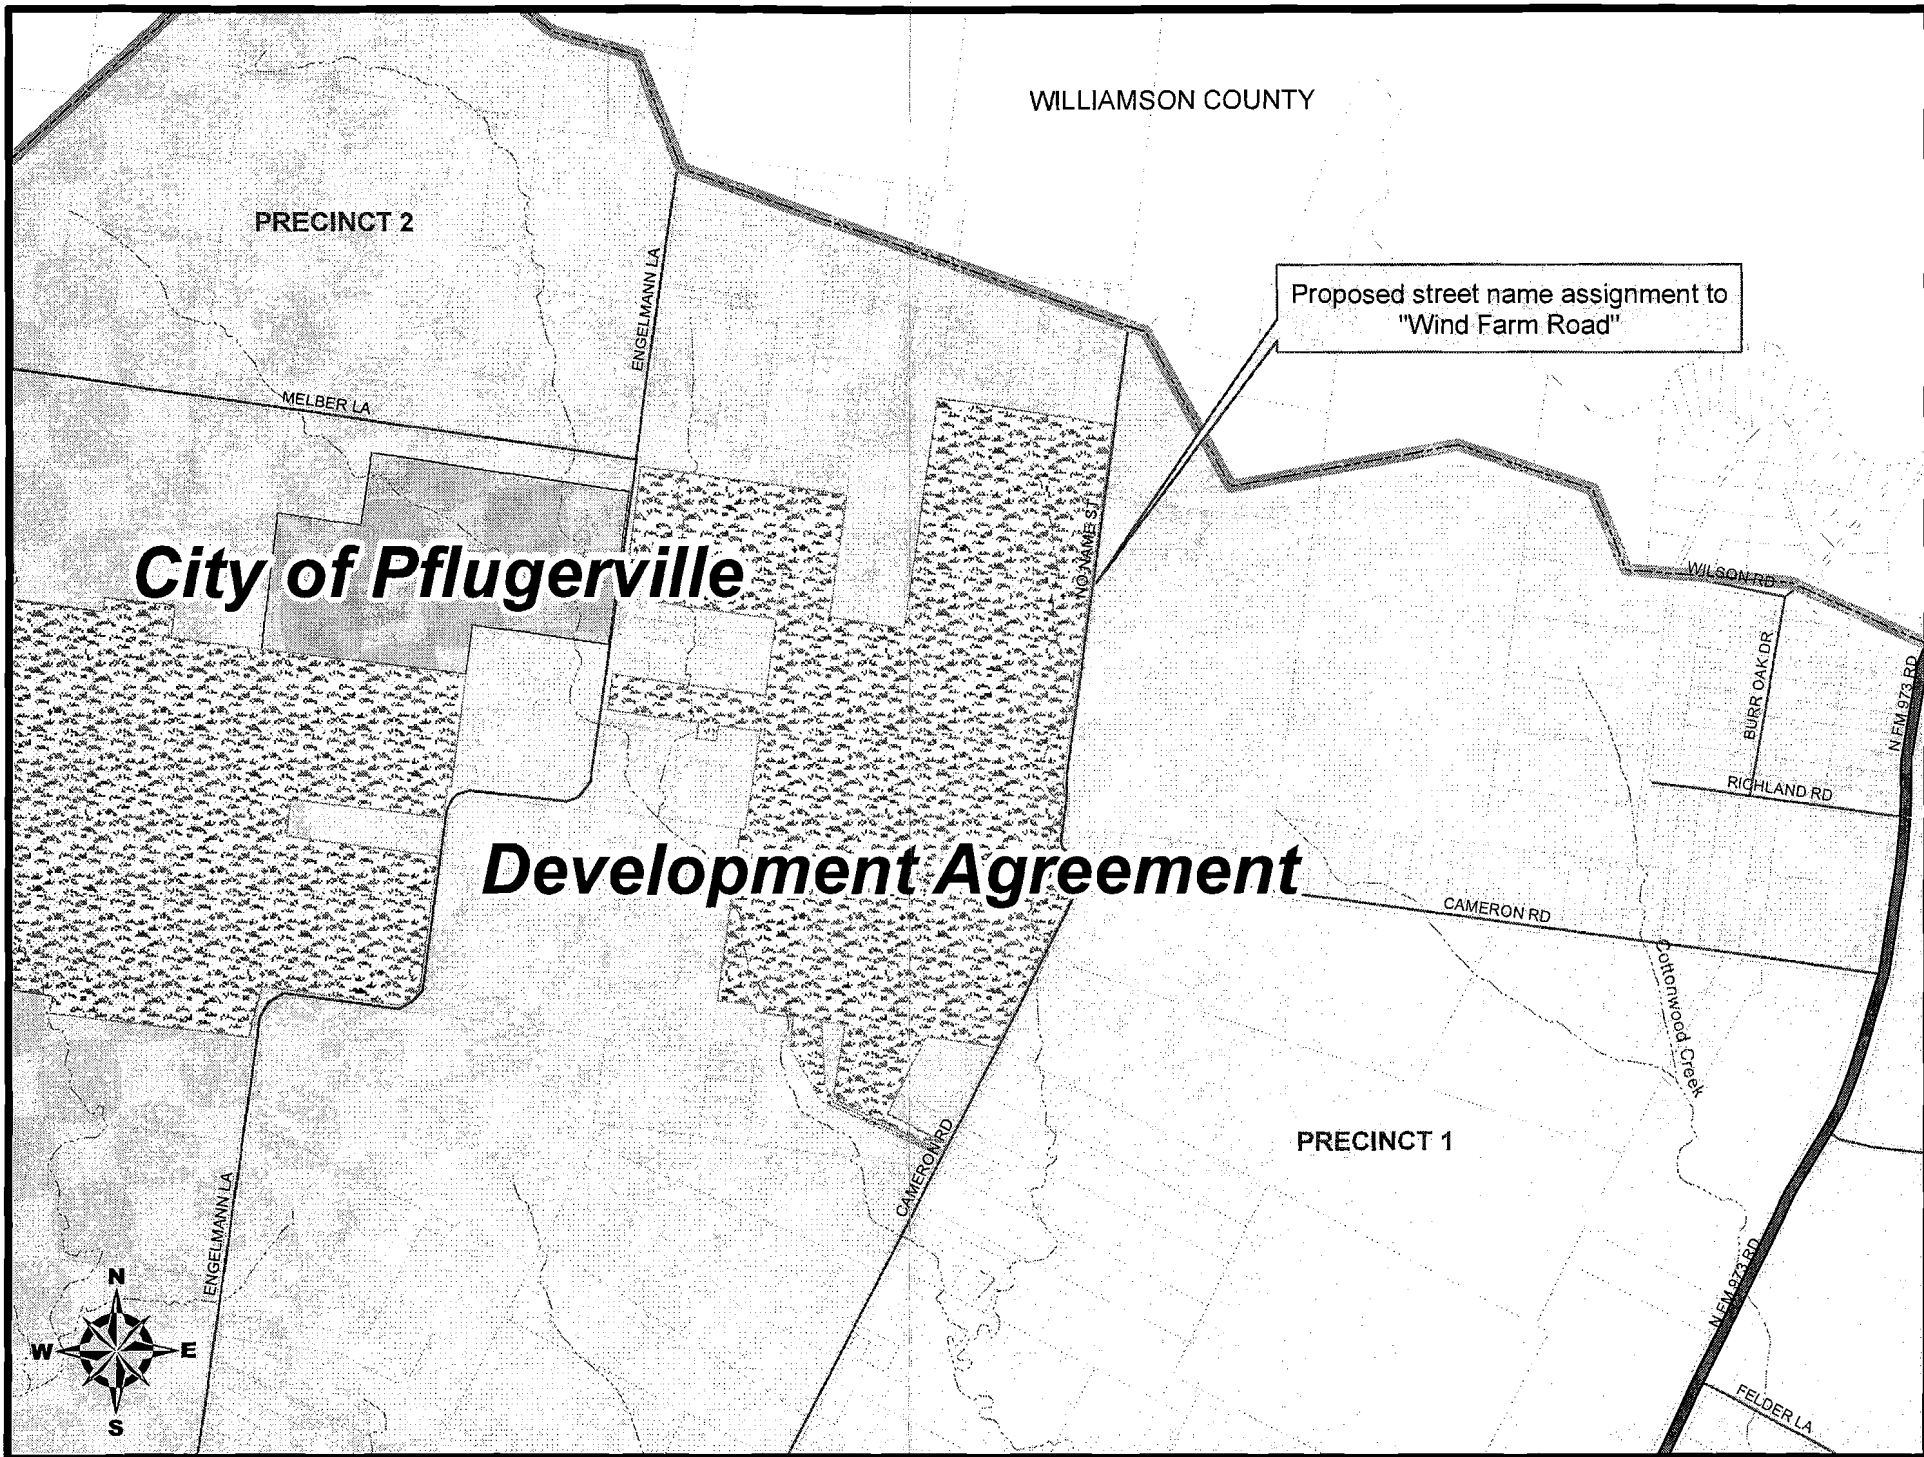 WILLIAMSON COUNTY
PRECINCT 2
ENGELMANN LA
Proposed street name assignment to
"Wind Farm Road"
MELBER LA
NO NAME ST
City of Pflugerville
WILSON RD
BURR OAK DR
N FM 973 RD
RICHLAND RD
Development Agreement
CAMERON RD
Cottonwood Creek
PRECINCT 1
CAMERON RD
ENGELMANN LA
N FM 973 RD
N
W
E
S
FELDER LA